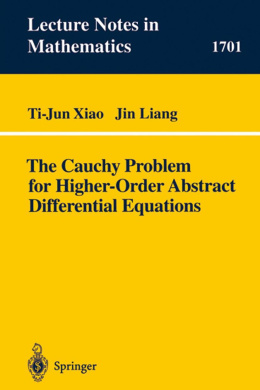 Lecture Notes in
Mathematics 1701
Ti-Jun Xiao Jin Liang
The Cauchy Problem
for Higher-Order Abstract
Differential Equations
Springer